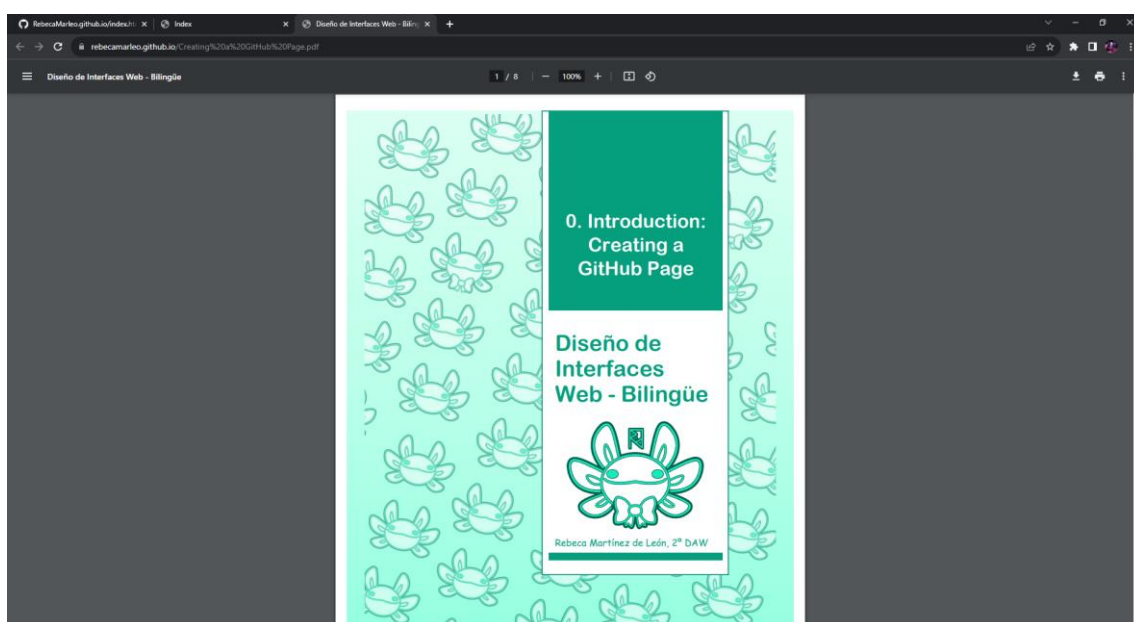 RebecaMarleo.github.io/index.ht
Index
Diseño de Interfaces Web - Biling
rebecamarleo.github.io/Creating%20a%20GitHub%20Page.pdf
Diseño de Interfaces Web - Bilingüe
1 / 8
100%
0. Introduction:
Creating a
GitHub Page
Diseño de
Interfaces
Web - Bilingüe
Rebeca Martínez de León, 2º DAW